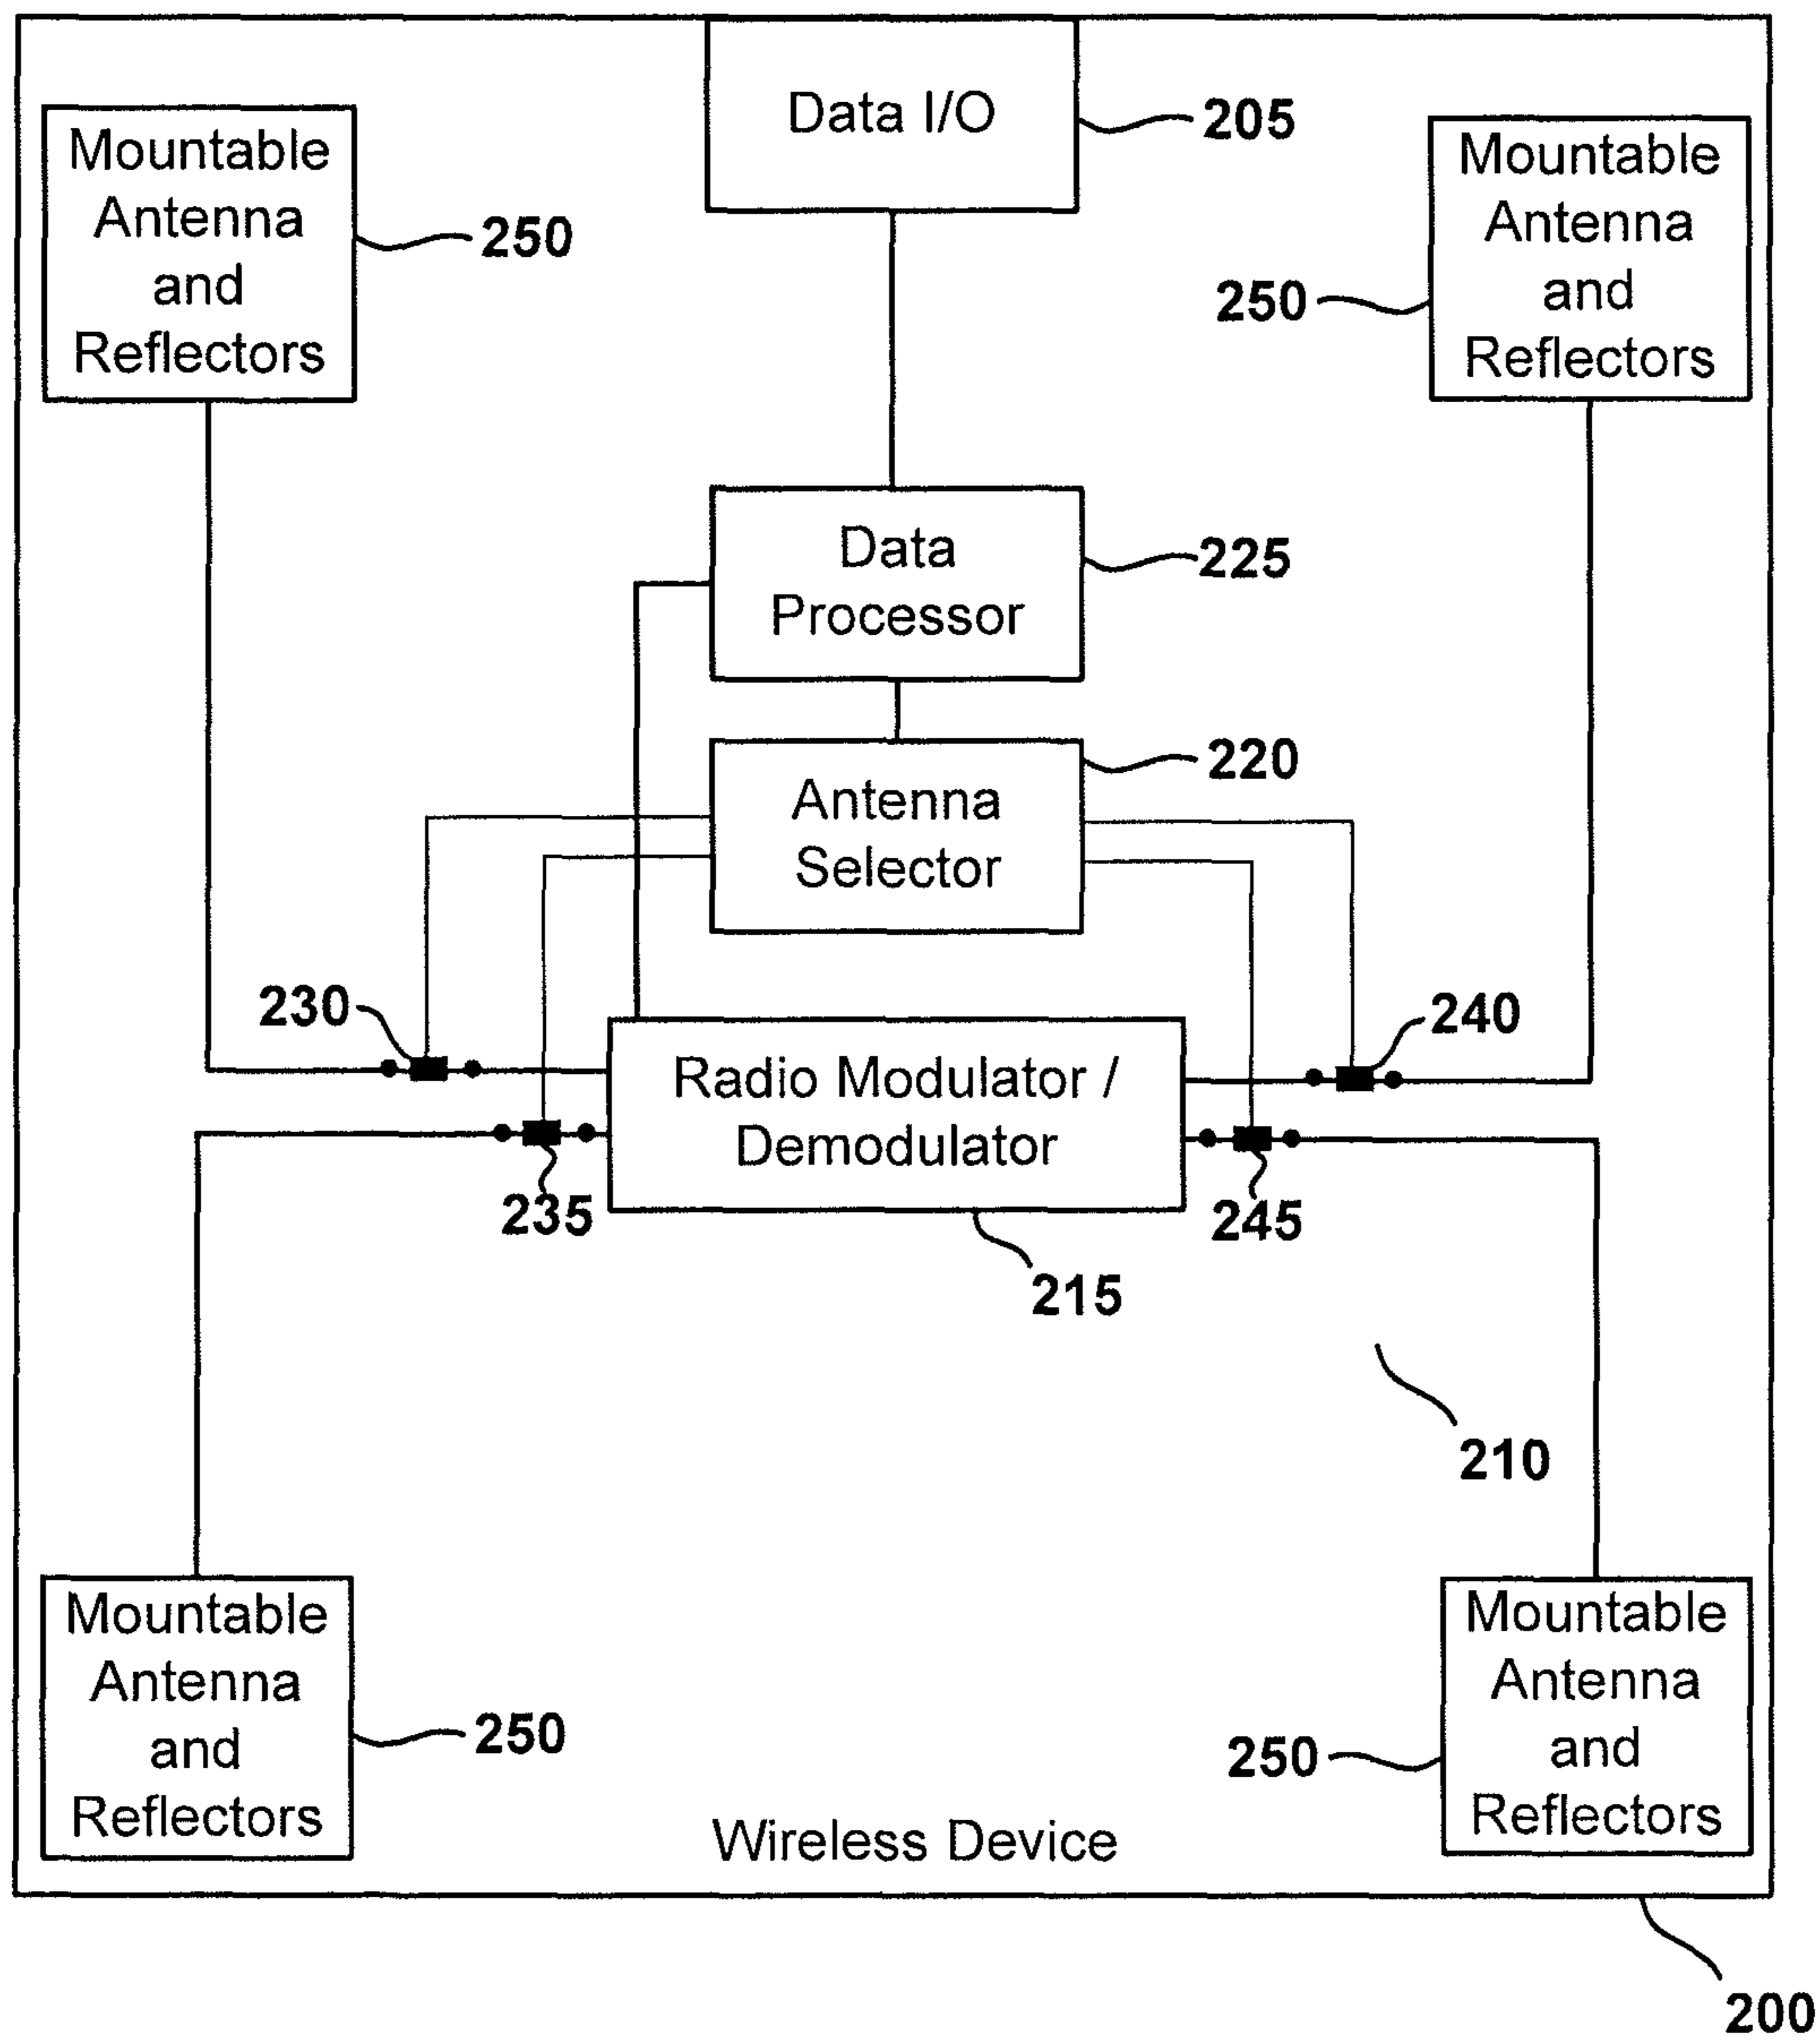 Data I/O
205
Mountable
Antenna
and
Reflectors
250
Mountable
Antenna
and
Reflectors
250
Data
Processor
225
Antenna
Selector
220
230
240
Radio Modulator /
Demodulator
235
245
215
210
Mountable
Antenna
and
Reflectors
250
Mountable
Antenna
and
Reflectors
250
Wireless Device
200